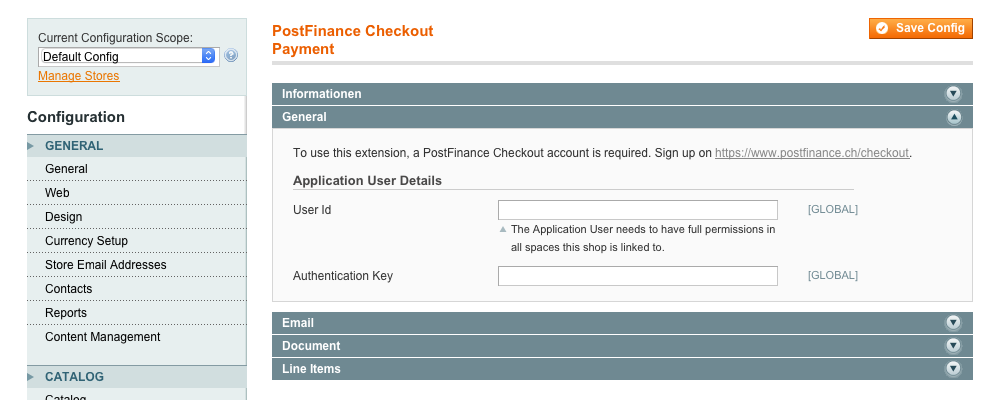 Current Configuration Scope:
Default Config
Manage Stores
Configuration
GENERAL
General
Web
Design
Currency Setup
Store Email Addresses
Contacts
Reports
Content Management
CATALOG
Catalog
PostFinance Checkout
Payment
Save Config
Informationen
General
To use this extension, a PostFinance Checkout account is required. Sign up on https://www.postfinance.ch/checkout.
Application User Details
User Id [GLOBAL]
The Application User needs to have full permissions in
all spaces this shop is linked to.
Authentication Key [GLOBAL]
Email
Document
Line Items